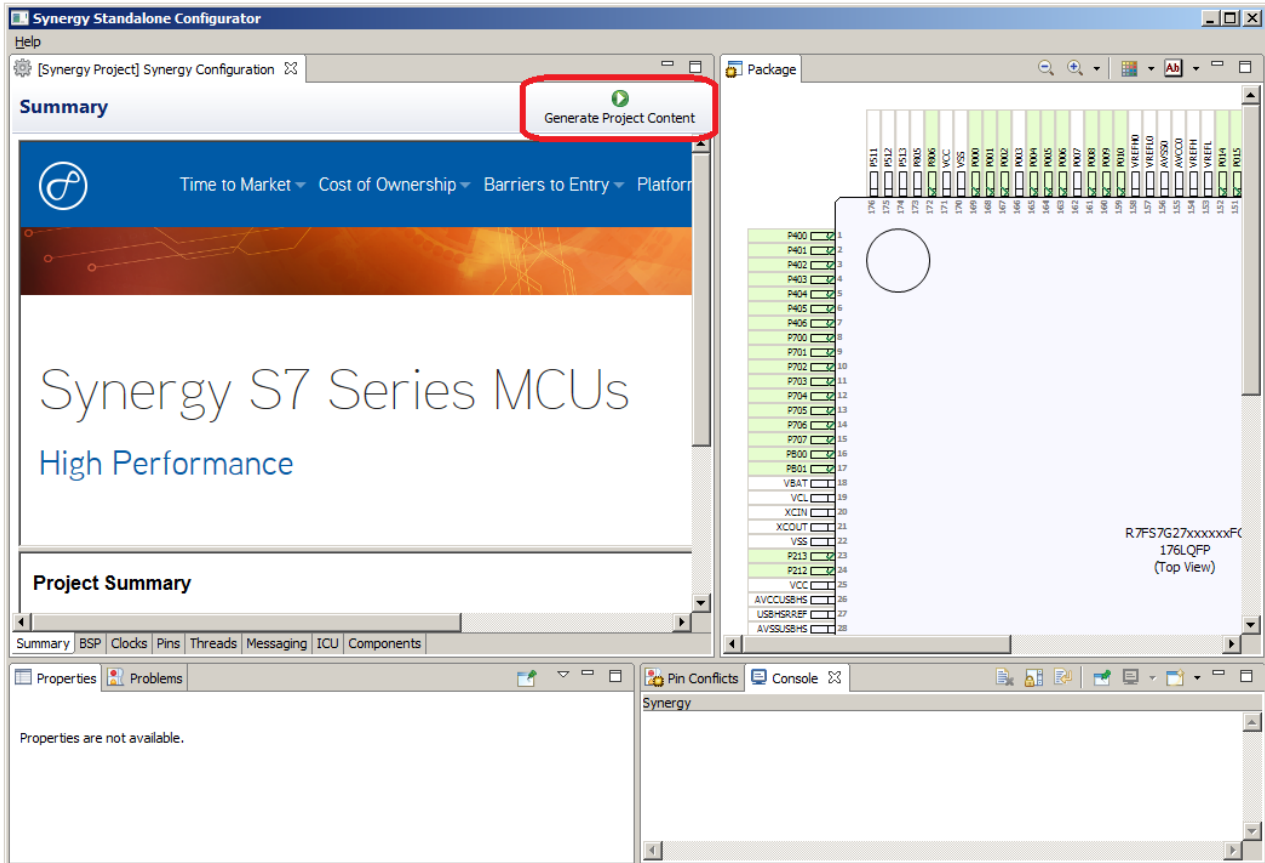 Synergy Standalone Configurator
Help
[Synergy Project] Synergy Configuration
Package
Summary
Generate Project Content
Time to Market Cost of Ownership Barriers to Entry Platfor
Synergy S7 Series MCUs
High Performance
Project Summary
Summary BSP Clocks Pins Threads Messaging ICU Components
P511 P512 P513 P805 P806 VCC VSS P000 P001 P002 P003 P004 P005 P006 P007 P008 P009 P010 VREFH0 VREFL0 AVSS0 AVCC0 VREFH VREFL P014 P015
176 175 174 173 172 171 170 169 168 167 166 165 164 163 162 161 160 159 158 157 156 155 154 153 152 151
P400 1
P401 2
P402 3
P403 4
P404 5
P405 6
P406 7
P700 8
P701 9
P702 10
P703 11
P704 12
P705 13
P706 14
P707 15
PB00 16
PB01 17
VBAT 18
VCL 19
XCIN 20
XCOUT 21
VSS 22
P213 23
P212 24
VCC 25
AVCCUSBHS 26
USBHSRREF 27
AVSSUSBHS 28
R7FS7G27xxxxxxFC
176LQFP
(Top View)
Properties Problems
Properties are not available.
Pin Conflicts Console
Synergy